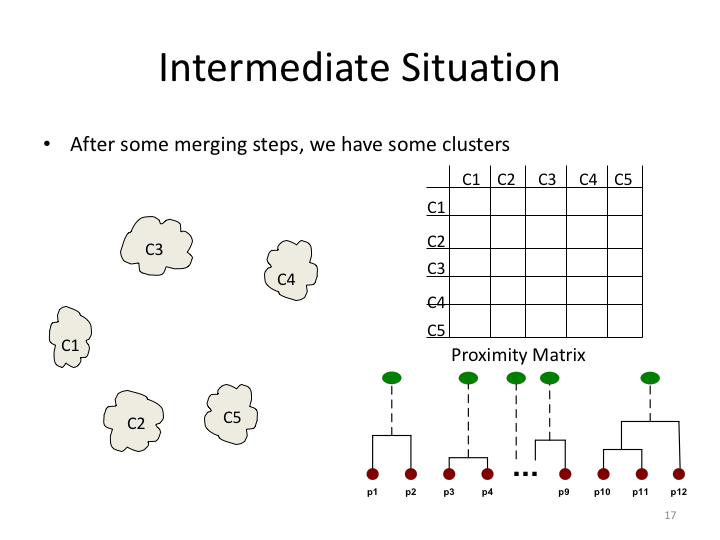 Intermediate Situation
• After some merging steps, we have some clusters
C1 C2 C3 C4 C5
C1
C2
C3
C4
C5
Proximity Matrix
C3
C4
C1
C2
C5
...
p1 p2 p3 p4 p9 p10 p11 p12
17